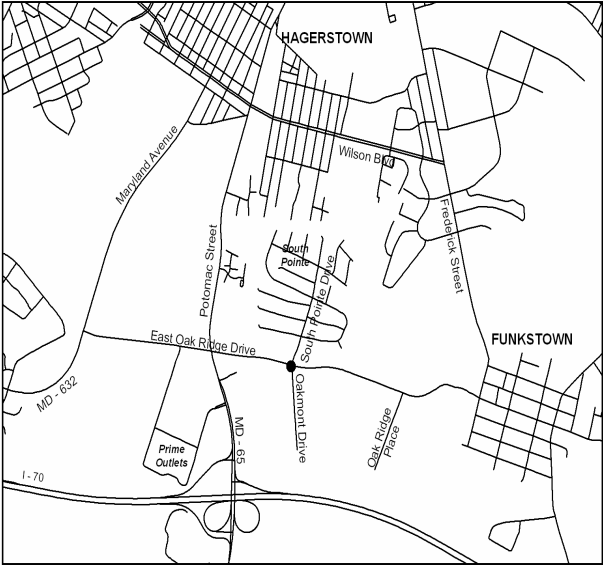 HAGERSTOWN
Wilson Blvd
Maryland Avenue
Frederick Street
Potomac Street
South
Pointe
South Pointe Drive
East Oak Ridge Drive
FUNKSTOWN
MD - 632
Oakmont Drive
Oak Ridge
Place
MD - 65
Prime
Outlets
I - 70